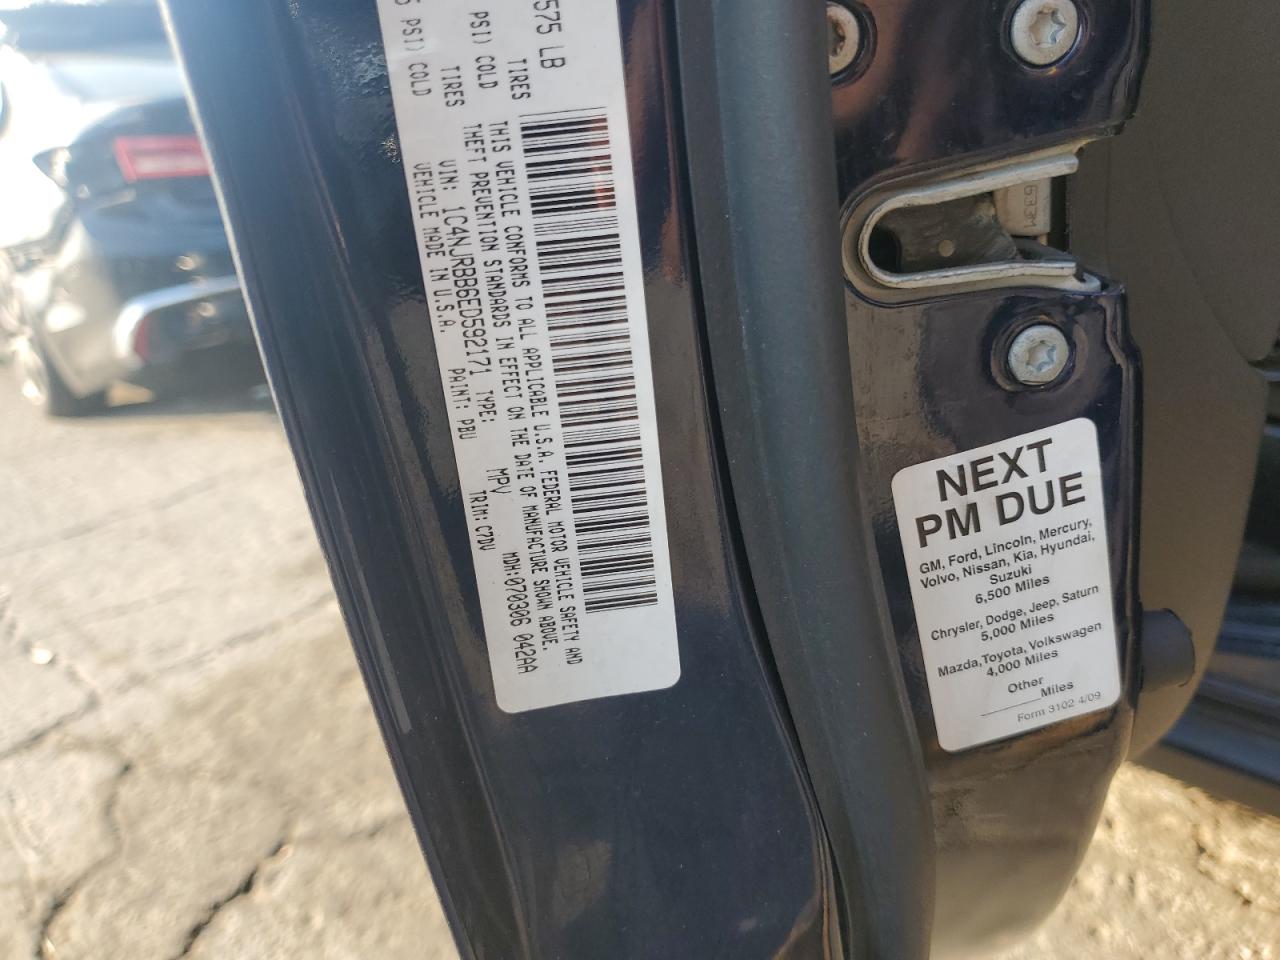 575 LB
TIRES
PSI) COLD
TIRES
PSI) COLD
THIS VEHICLE CONFORMS TO ALL APPLICABLE U.S.A. FEDERAL MOTOR VEHICLE SAFETY AND
THEFT PREVENTION STANDARDS IN EFFECT ON THE DATE OF MANUFACTURE SHOWN ABOVE.
VIN: 1C4NJRBB6ED592171 TYPE: MPV MDH:070306 042AA
VEHICLE MADE IN U.S.A. PAINT: PBU TRIM: C7DV
NEXT
PM DUE
GM, Ford, Lincoln, Mercury,
Volvo, Nissan, Kia, Hyundai,
Suzuki
6,500 Miles
Chrysler, Dodge, Jeep, Saturn
5,000 Miles
Mazda, Toyota, Volkswagen
4,000 Miles
Other
______Miles
Form 3102 4/09